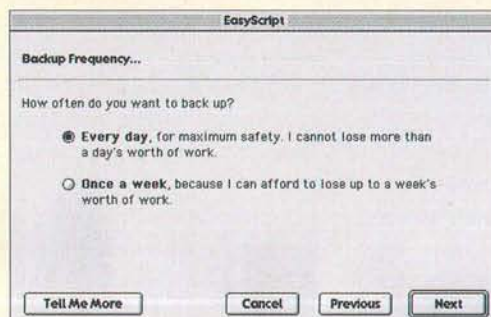 EasyScript
Backup Frequency...
How often do you want to back up?
Every day, for maximum safety. I cannot lose more than
a day's worth of work.
Once a week, because I can afford to lose up to a week's
worth of work.
Tell Me More
Cancel
Previous
Next